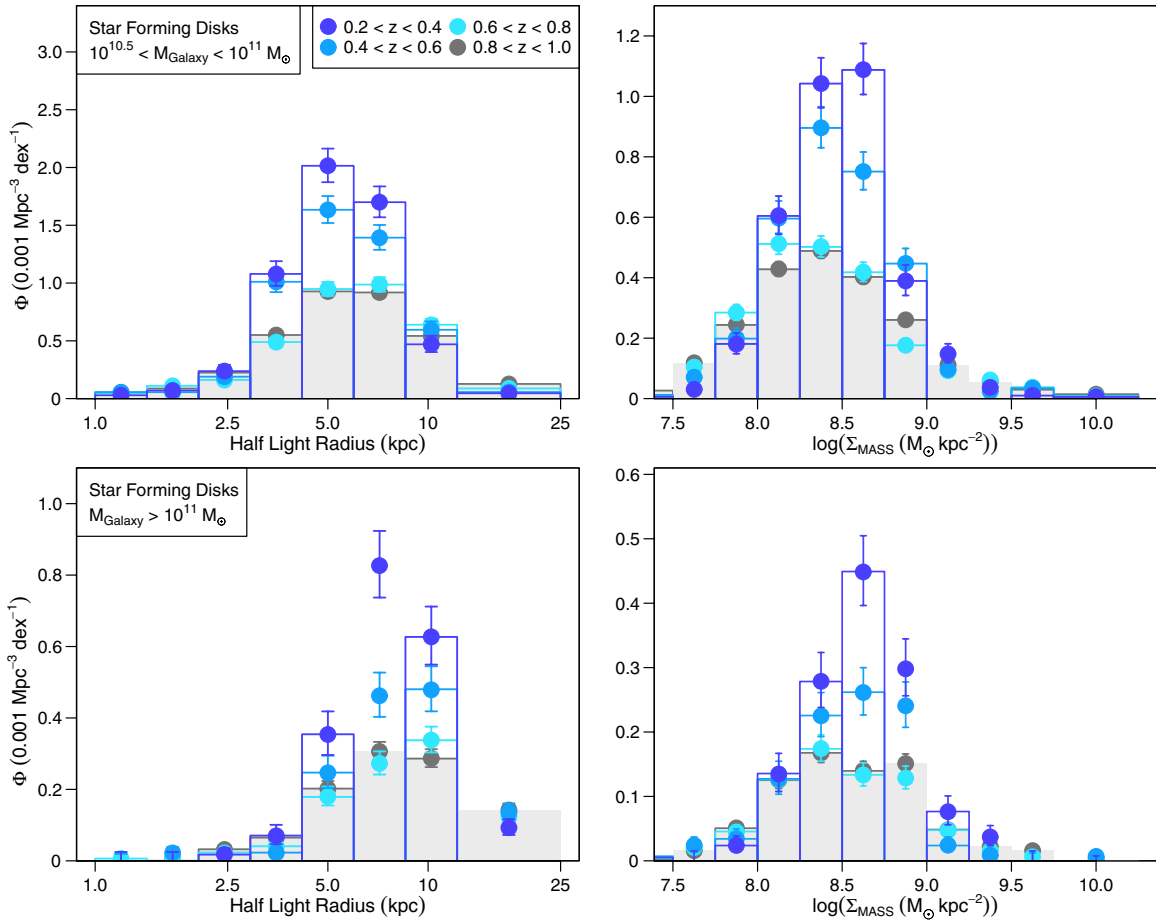 Star Forming Disks
10^10.5 < M_Galaxy < 10^11 M_⊙
0.2 < z < 0.4
0.6 < z < 0.8
0.4 < z < 0.6
0.8 < z < 1.0
Φ (0.001 Mpc^−3 dex^−1)
3.0
2.5
2.0
1.5
1.0
0.5
0
1.0 2.5 5.0 10 25
Half Light Radius (kpc)
1.2
1.0
0.8
0.6
0.4
0.2
0
7.5 8.0 8.5 9.0 9.5 10.0
log(Σ_MASS (M_⊙ kpc^−2))
Star Forming Disks
M_Galaxy > 10^11 M_⊙
Φ (0.001 Mpc^−3 dex^−1)
1.0
0.8
0.6
0.4
0.2
0
1.0 2.5 5.0 10 25
Half Light Radius (kpc)
0.6
0.5
0.4
0.3
0.2
0.1
0
7.5 8.0 8.5 9.0 9.5 10.0
log(Σ_MASS (M_⊙ kpc^−2))